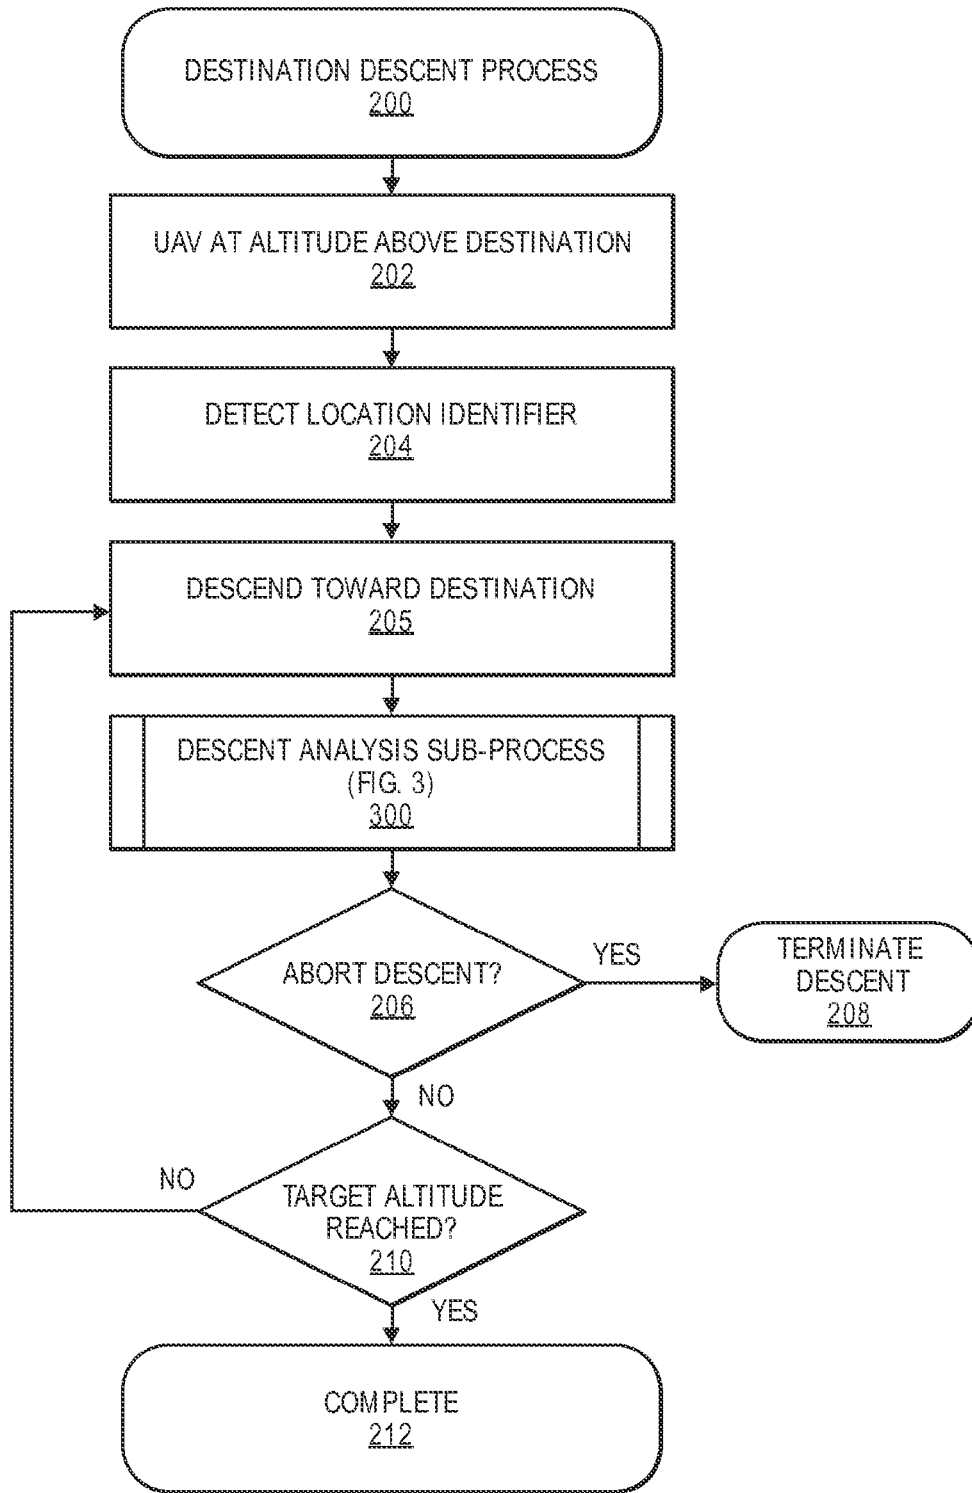 DESTINATION DESCENT PROCESS
200
UAV AT ALTITUDE ABOVE DESTINATION
202
DETECT LOCATION IDENTIFIER
204
DESCEND TOWARD DESTINATION
205
DESCENT ANALYSIS SUB-PROCESS
(FIG. 3)
300
ABORT DESCENT?
206
YES
TERMINATE
DESCENT
208
NO
TARGET ALTITUDE
REACHED?
210
NO
YES
COMPLETE
212